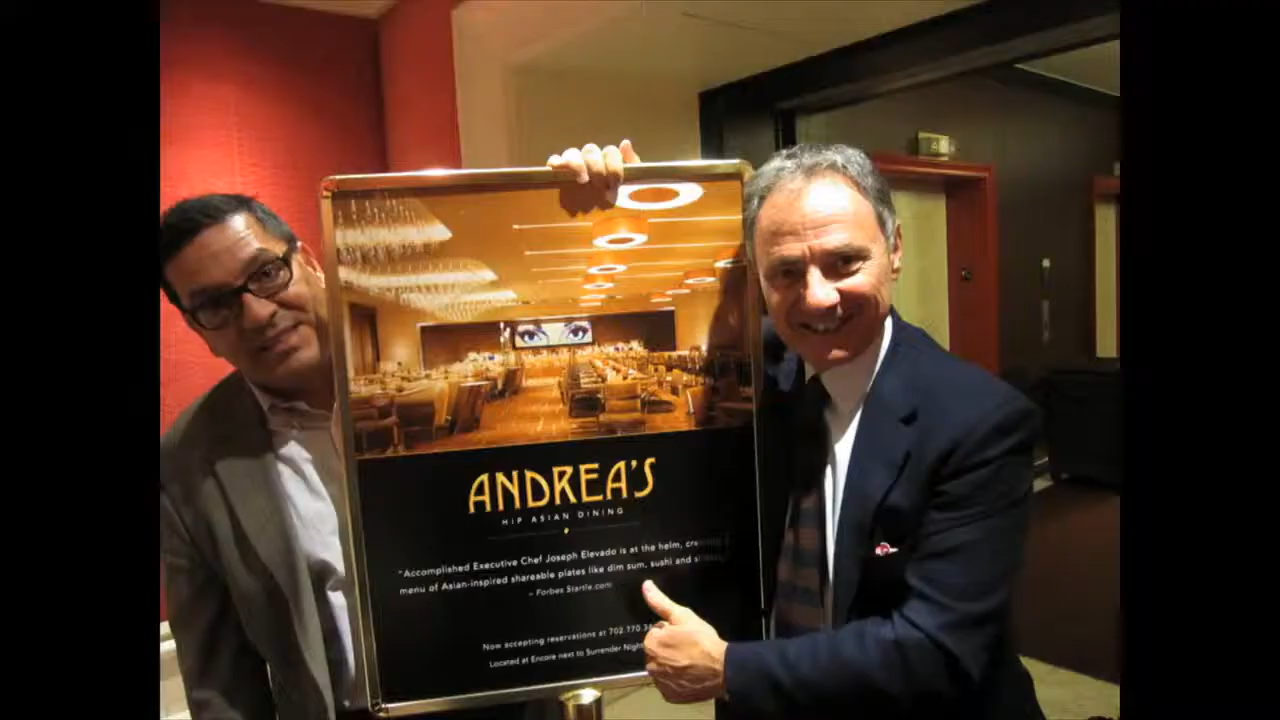 ANDREA'S
HIP ASIAN DINING
"Accomplished Executive Chef Joseph Elevado is at the helm,
menu of Asian-inspired shareable plates like dim sum, sushi and
– Forbes Startle.com
Now accepting reservations at 702.770.
Located at Encore next to Surrender